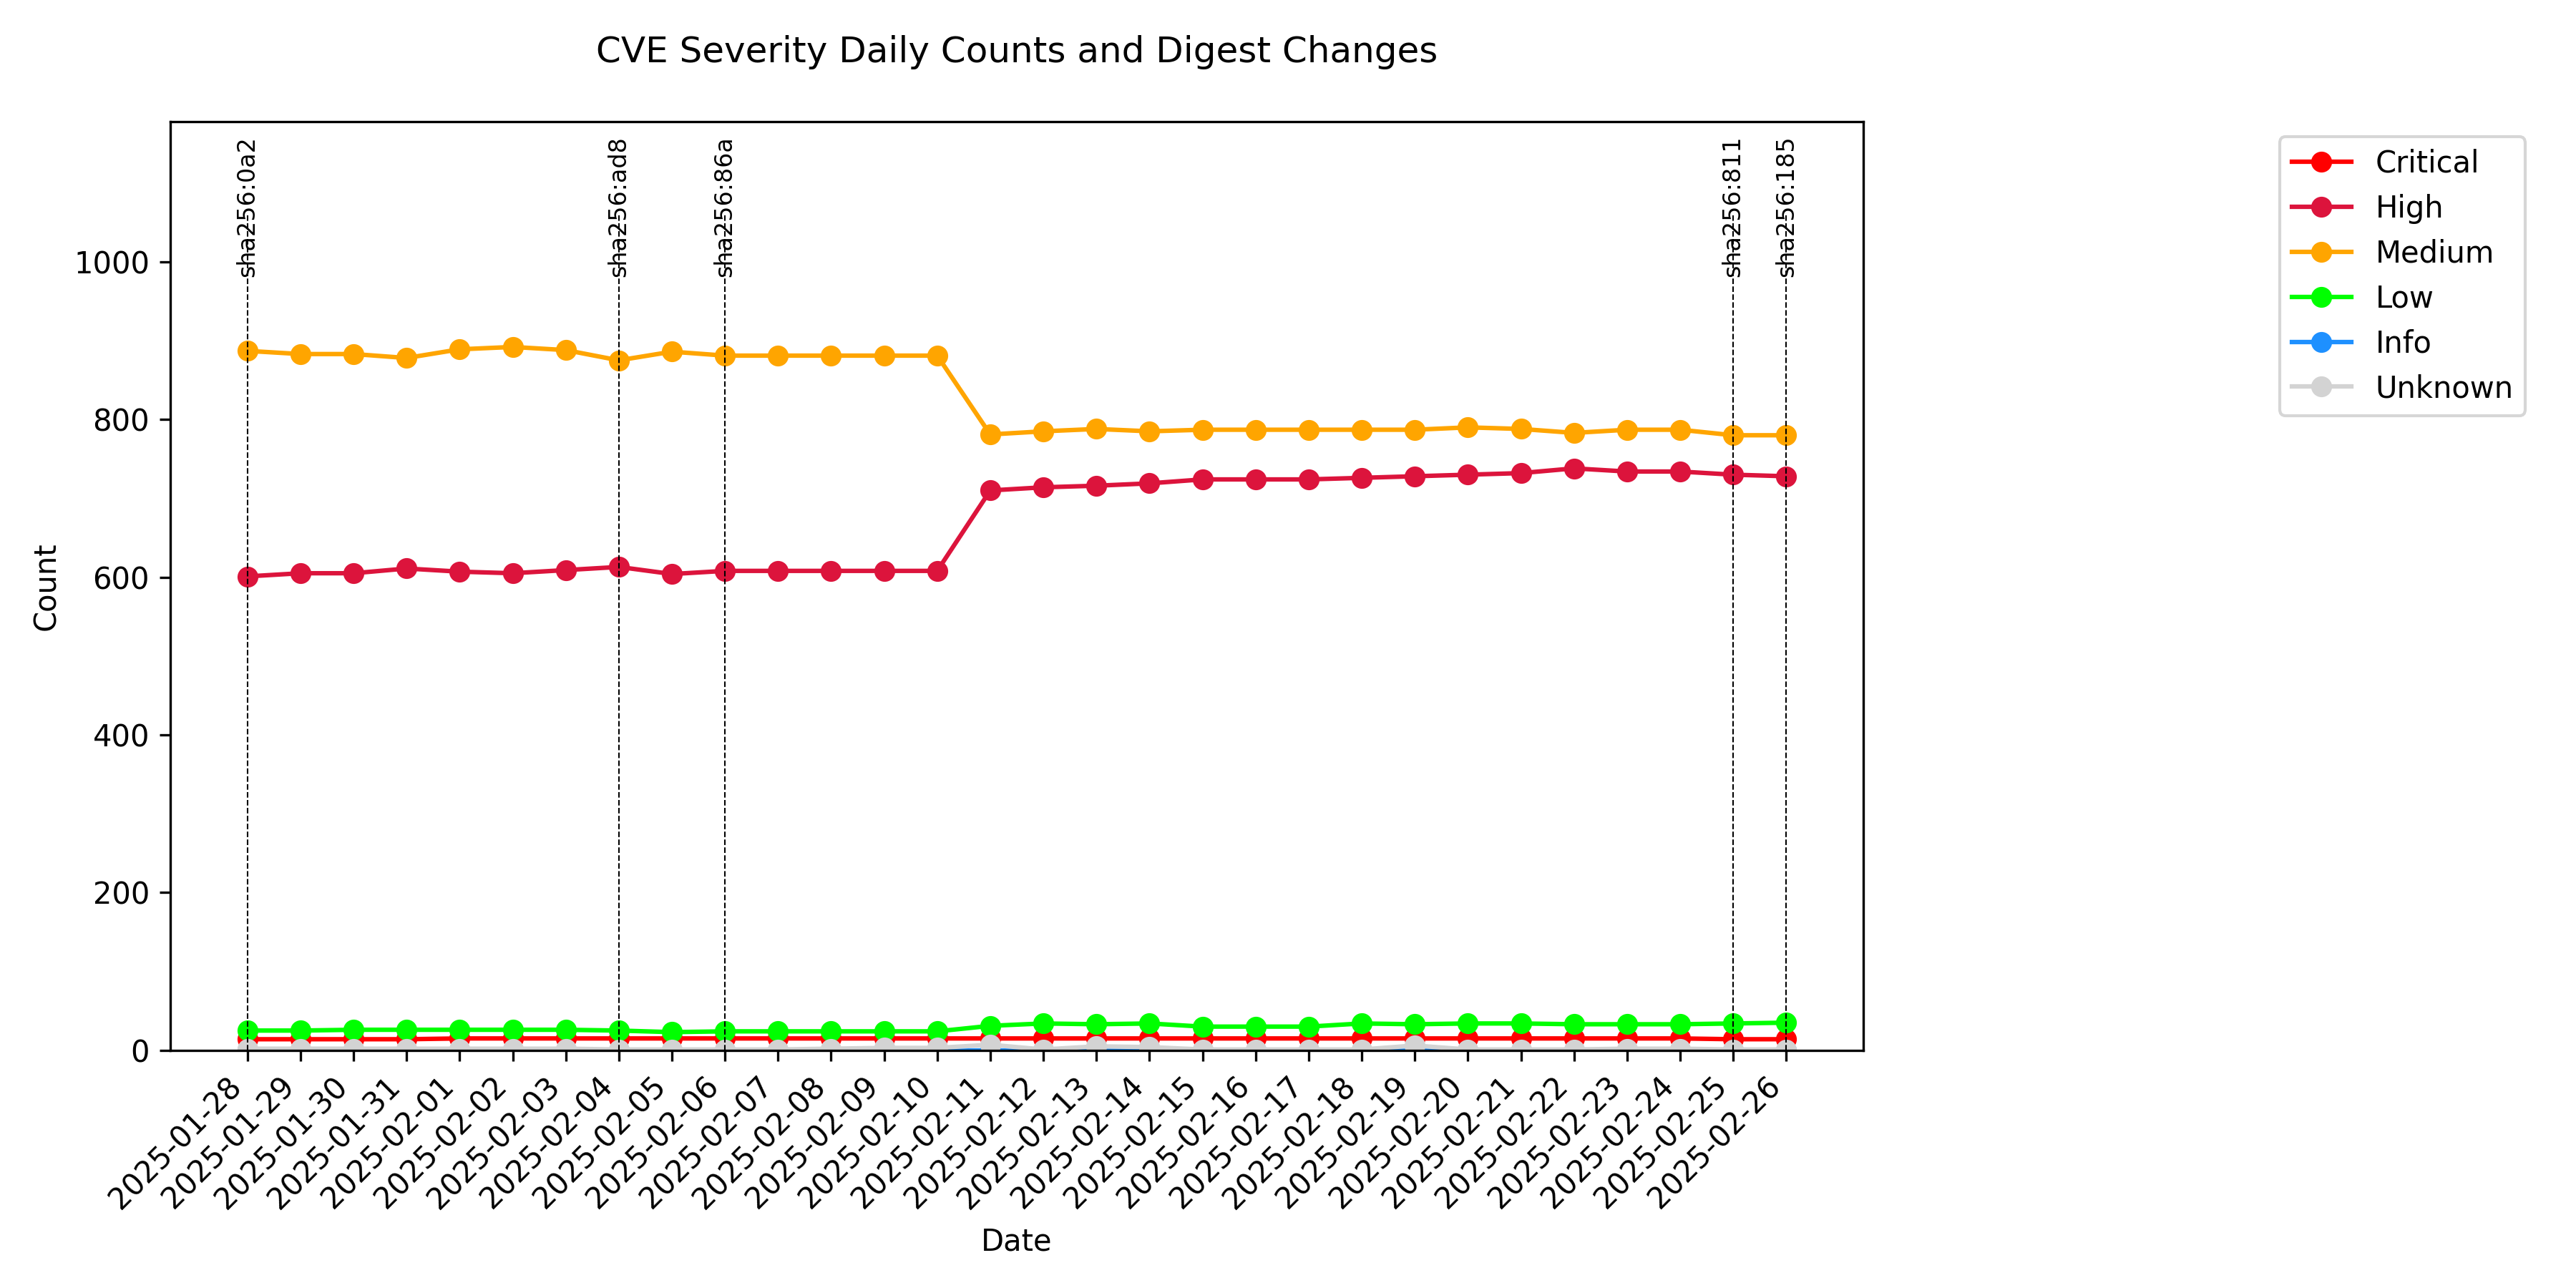 CVE Severity Daily Counts and Digest Changes
sha256:0a2
sha256:ad8
sha256:86a
sha256:811
sha256:185
Critical
High
Medium
Low
Info
Unknown
1000
800
600
400
200
0
Count
2025-01-28
2025-01-29
2025-01-30
2025-01-31
2025-02-01
2025-02-02
2025-02-03
2025-02-04
2025-02-05
2025-02-06
2025-02-07
2025-02-08
2025-02-09
2025-02-10
2025-02-11
2025-02-12
2025-02-13
2025-02-14
2025-02-15
2025-02-16
2025-02-17
2025-02-18
2025-02-19
2025-02-20
2025-02-21
2025-02-22
2025-02-23
2025-02-24
2025-02-25
2025-02-26
Date